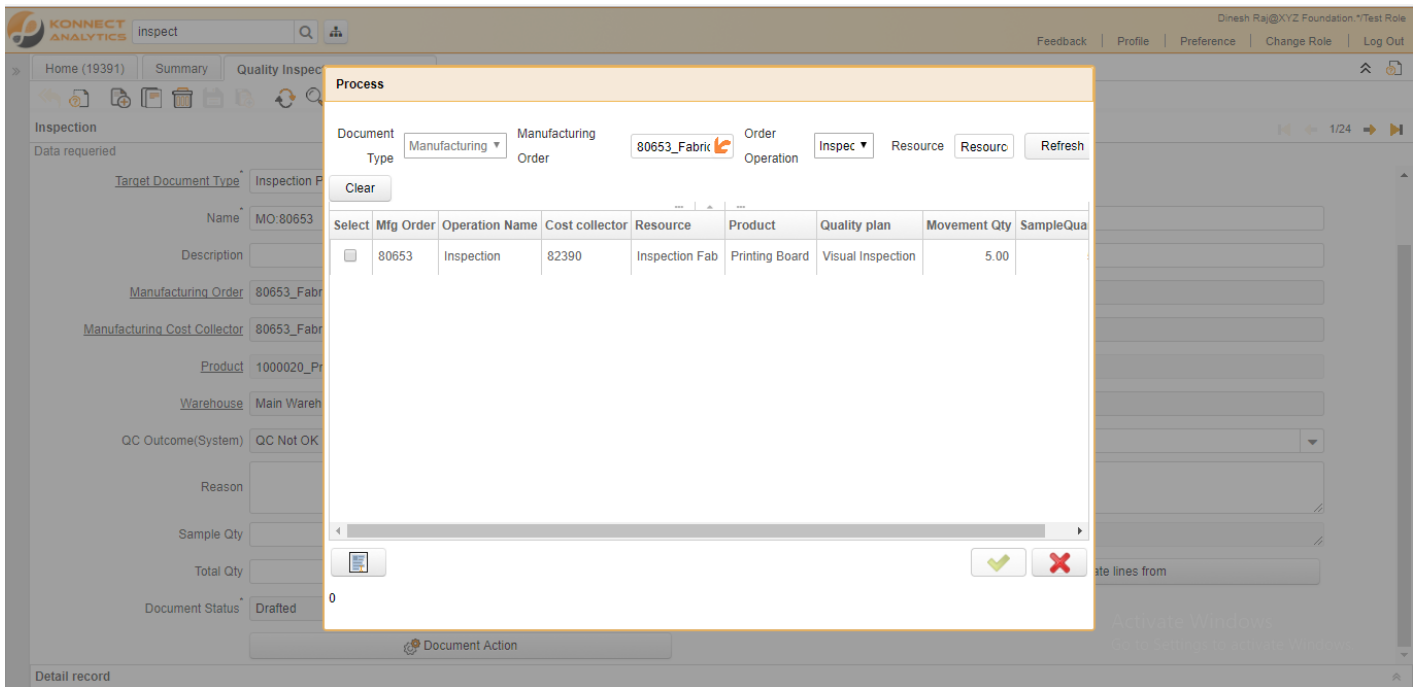 Dinesh Raj@XYZ Foundation.*/Test Role
KONNECT
ANALYTICS
inspect
Feedback | Profile | Preference | Change Role | Log Out
Home (19391) Summary Quality Inspec
Process
Inspection
1/24
Data requeried
Document Type Manufacturing Manufacturing Order 80653_Fabric Order Operation Inspec Resource Resourc Refresh
Clear
Target Document Type * Inspection P
Name * MO:80653
Select Mfg Order Operation Name Cost collector Resource Product Quality plan Movement Qty SampleQua
80653 Inspection 82390 Inspection Fab Printing Board Visual Inspection 5.00
Description
Manufacturing Order 80653_Fabr
Manufacturing Cost Collector 80653_Fabr
Product 1000020_Pr
Warehouse Main Wareh
QC Outcome(System) QC Not OK
Reason
Sample Qty
Total Qty
ate lines from
0
Document Status * Drafted
Activate Windows
Document Action
Detail record